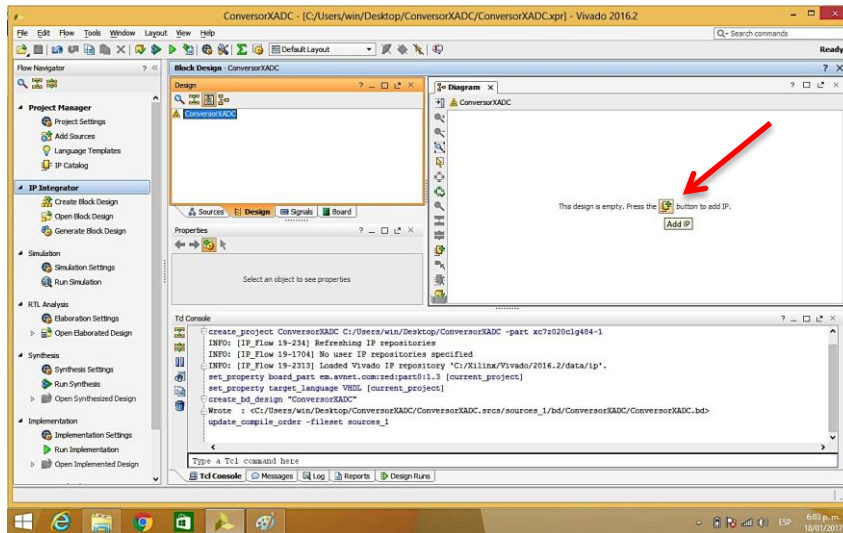 ConversorXADC - [C:/Users/win/Desktop/ConversorXADC/ConversorXADC.xpr] - Vivado 2016.2
File Edit Flow Tools Window Layout View Help
Search commands
Default Layout
Ready
Flow Navigator
Project Manager
Project Settings
Add Sources
Language Templates
IP Catalog
IP Integrator
Create Block Design
Open Block Design
Generate Block Design
Simulation
Simulation Settings
Run Simulation
RTL Analysis
Elaboration Settings
Open Elaborated Design
Synthesis
Synthesis Settings
Run Synthesis
Open Synthesized Design
Implementation
Implementation Settings
Run Implementation
Open Implemented Design
Block Design - ConversorXADC
Design
ConversorXADC
Sources Design Signals Board
Properties
Select an object to see properties
Diagram
ConversorXADC
This design is empty. Press the button to add IP.
Add IP
Tcl Console
create_project ConversorXADC C:/Users/win/Desktop/ConversorXADC -part xc7z020clg484-1
INFO: [IP_Flow 19-234] Refreshing IP repositories
INFO: [IP_Flow 19-1704] No user IP repositories specified
INFO: [IP_Flow 19-2313] Loaded Vivado IP repository 'C:/Xilinx/Vivado/2016.2/data/ip'.
set_property board_part em.avnet.com:zed:part0:1.3 [current_project]
set_property target_language VHDL [current_project]
create_bd_design "ConversorXADC"
Wrote : <C:/Users/win/Desktop/ConversorXADC/ConversorXADC.srcs/sources_1/bd/ConversorXADC/ConversorXADC.bd>
update_compile_order -fileset sources_1
Type a Tcl command here
Tcl Console Messages Log Reports Design Runs
ESP
6:03 p. m.
18/01/2017